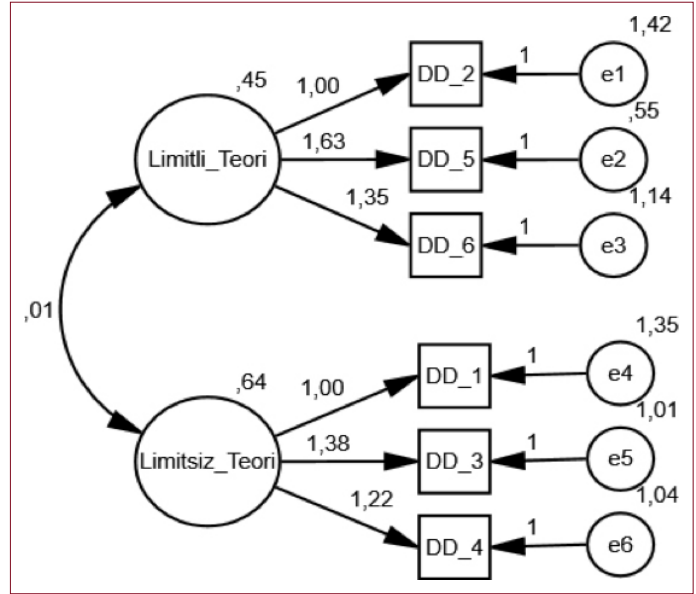 1,42
,45 1,00 DD_2 1 e1
,55
Limitli_Teori 1,63 DD_5 1 e2
1,14
1,35 DD_6 1 e3
,01
1,35
,64 1,00 DD_1 1 e4
1,01
Limitsiz_Teori 1,38 DD_3 1 e5
1,04
1,22 DD_4 1 e6